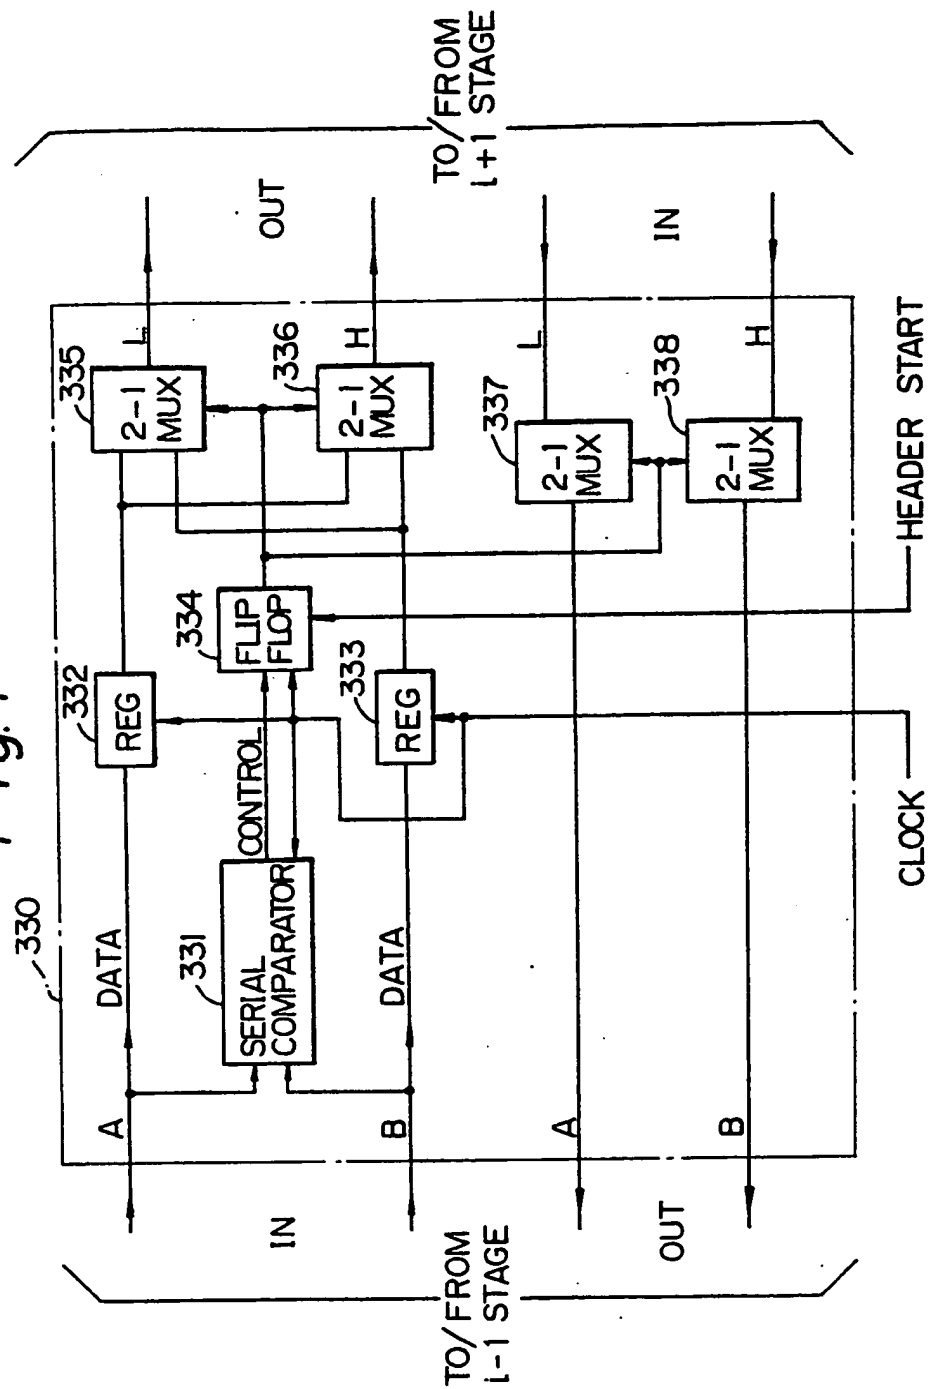 Fig.
330
A
DATA
332
REG
335
2-1
MUX
L
331
SERIAL
COMPARATOR
CONTROL
334
FLIP
FLOP
IN
OUT
336
2-1
MUX
H
B
DATA
333
REG
TO/FROM
i-1 STAGE
TO/FROM
i+1 STAGE
A
337
2-1
MUX
L
OUT
IN
B
338
2-1
MUX
H
CLOCK
HEADER START